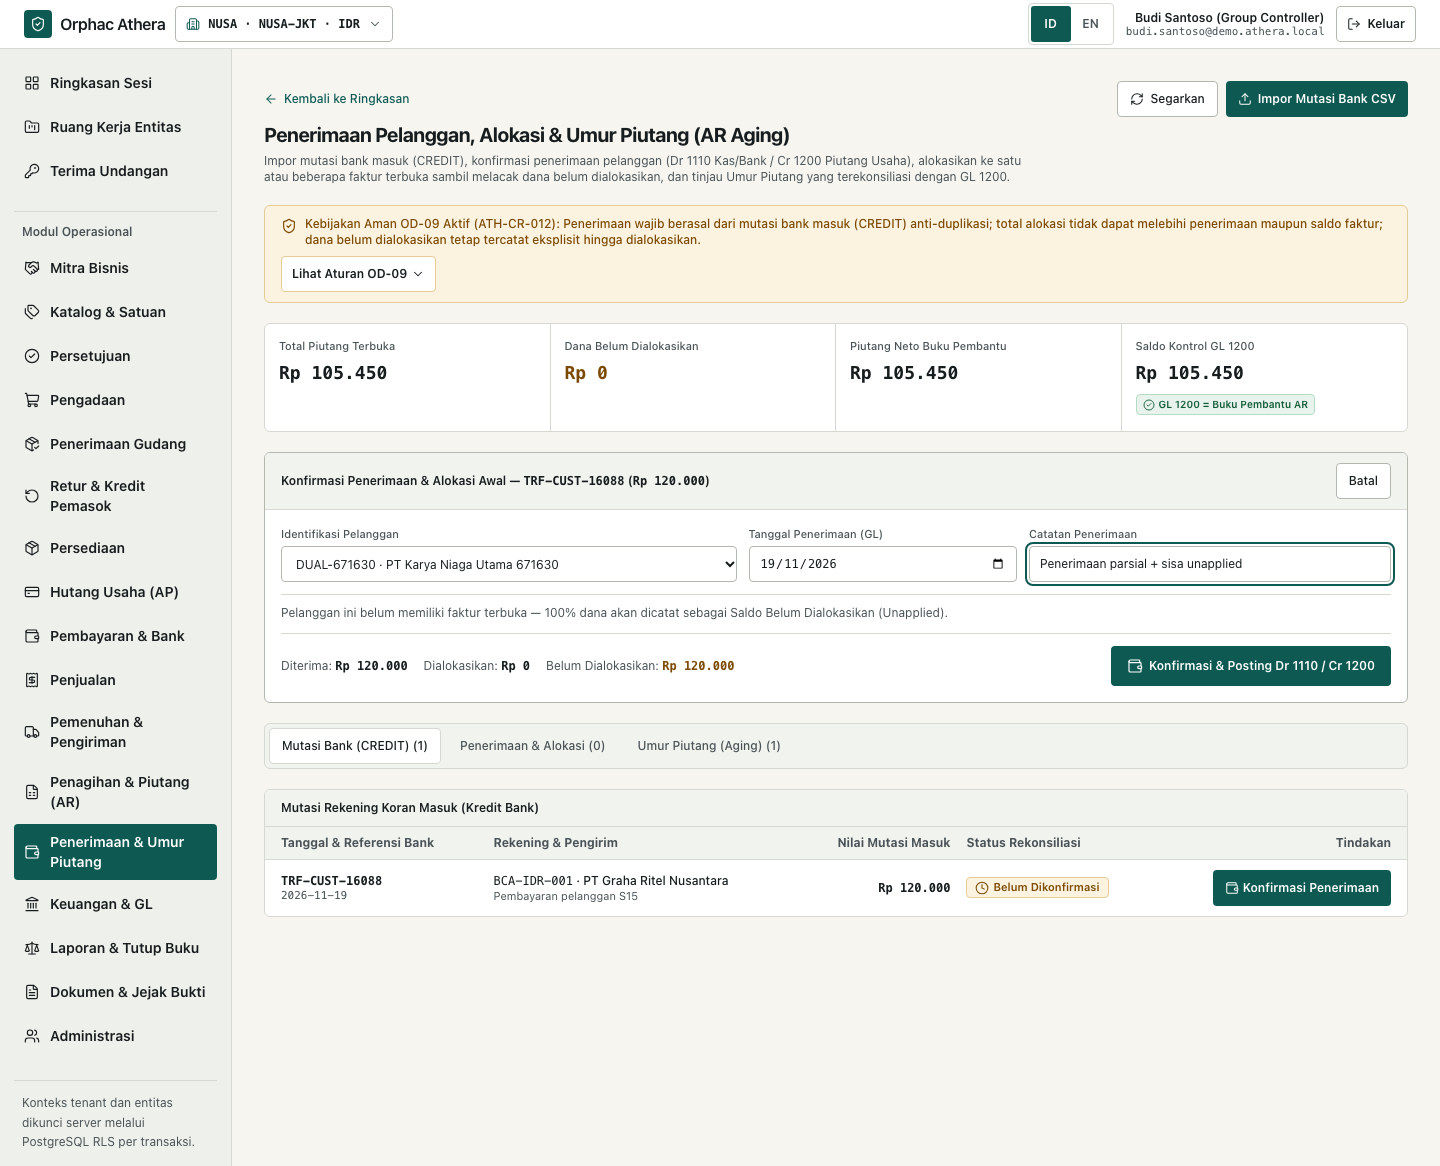 Orphac Athera
NUSA · NUSA-JKT · IDR
ID
EN
Budi Santoso (Group Controller)
budi.santoso@demo.athera.local
Keluar
Ringkasan Sesi
Ruang Kerja Entitas
Terima Undangan
Modul Operasional
Mitra Bisnis
Katalog & Satuan
Persetujuan
Pengadaan
Penerimaan Gudang
Retur & Kredit
Pemasok
Persediaan
Hutang Usaha (AP)
Pembayaran & Bank
Penjualan
Pemenuhan &
Pengiriman
Penagihan & Piutang
(AR)
Penerimaan & Umur
Piutang
Keuangan & GL
Laporan & Tutup Buku
Dokumen & Jejak Bukti
Administrasi
Konteks tenant dan entitas
dikunci server melalui
PostgreSQL RLS per transaksi.
Kembali ke Ringkasan
Segarkan
Impor Mutasi Bank CSV
Penerimaan Pelanggan, Alokasi & Umur Piutang (AR Aging)
Impor mutasi bank masuk (CREDIT), konfirmasi penerimaan pelanggan (Dr 1110 Kas/Bank / Cr 1200 Piutang Usaha), alokasikan ke satu
atau beberapa faktur terbuka sambil melacak dana belum dialokasikan, dan tinjau Umur Piutang yang terekonsiliasi dengan GL 1200.
Kebijakan Aman OD-09 Aktif (ATH-CR-012): Penerimaan wajib berasal dari mutasi bank masuk (CREDIT) anti-duplikasi; total alokasi tidak dapat melebihi penerimaan maupun saldo faktur;
dana belum dialokasikan tetap tercatat eksplisit hingga dialokasikan.
Lihat Aturan OD-09
Total Piutang Terbuka
Rp 105.450
Dana Belum Dialokasikan
Rp 0
Piutang Neto Buku Pembantu
Rp 105.450
Saldo Kontrol GL 1200
Rp 105.450
GL 1200 = Buku Pembantu AR
Konfirmasi Penerimaan & Alokasi Awal — TRF-CUST-16088 (Rp 120.000)
Batal
Identifikasi Pelanggan
DUAL-671630 · PT Karya Niaga Utama 671630
Tanggal Penerimaan (GL)
19/11/2026
Catatan Penerimaan
Penerimaan parsial + sisa unapplied
Pelanggan ini belum memiliki faktur terbuka — 100% dana akan dicatat sebagai Saldo Belum Dialokasikan (Unapplied).
Diterima: Rp 120.000 Dialokasikan: Rp 0 Belum Dialokasikan: Rp 120.000
Konfirmasi & Posting Dr 1110 / Cr 1200
Mutasi Bank (CREDIT) (1)
Penerimaan & Alokasi (0)
Umur Piutang (Aging) (1)
Mutasi Rekening Koran Masuk (Kredit Bank)
Tanggal & Referensi Bank
Rekening & Pengirim
Nilai Mutasi Masuk
Status Rekonsiliasi
Tindakan
TRF-CUST-16088
2026-11-19
BCA-IDR-001 · PT Graha Ritel Nusantara
Pembayaran pelanggan S15
Rp 120.000
Belum Dikonfirmasi
Konfirmasi Penerimaan